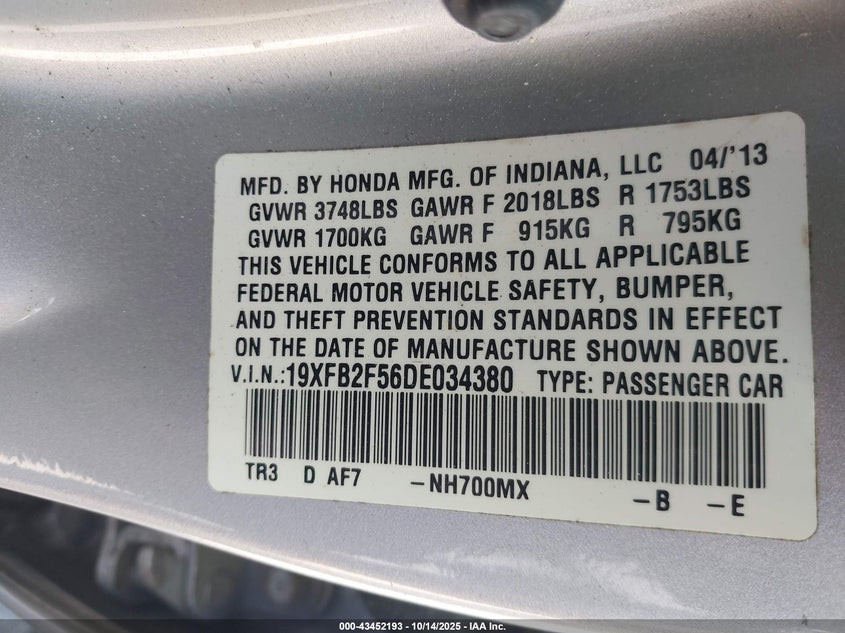 MFD. BY HONDA MFG. OF INDIANA, LLC 04/'13
GVWR 3748LBS GAWR F 2018LBS R 1753LBS
GVWR 1700KG GAWR F 915KG R 795KG
THIS VEHICLE CONFORMS TO ALL APPLICABLE
FEDERAL MOTOR VEHICLE SAFETY, BUMPER,
AND THEFT PREVENTION STANDARDS IN EFFECT
ON THE DATE OF MANUFACTURE SHOWN ABOVE.
V.I.N.:19XFB2F56DE034380 TYPE: PASSENGER CAR
TR3 D AF7 -NH700MX -B -E
000-43452193 - 10/14/2025 - IAA Inc.